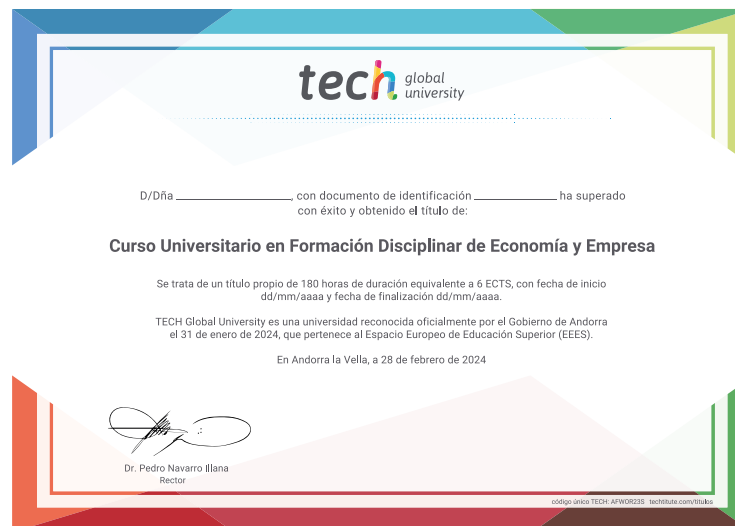 tech global university
D/Dña ____________________, con documento de identificación ______________ ha superado
con éxito y obtenido el título de:
Curso Universitario en Formación Disciplinar de Economía y Empresa
Se trata de un título propio de 180 horas de duración equivalente a 6 ECTS, con fecha de inicio
dd/mm/aaaa y fecha de finalización dd/mm/aaaa.
TECH Global University es una universidad reconocida oficialmente por el Gobierno de Andorra
el 31 de enero de 2024, que pertenece al Espacio Europeo de Educación Superior (EEES).
En Andorra la Vella, a 28 de febrero de 2024
Dr. Pedro Navarro Illana
Rector
código único TECH: AFWOR23S techtitute.com/titulos